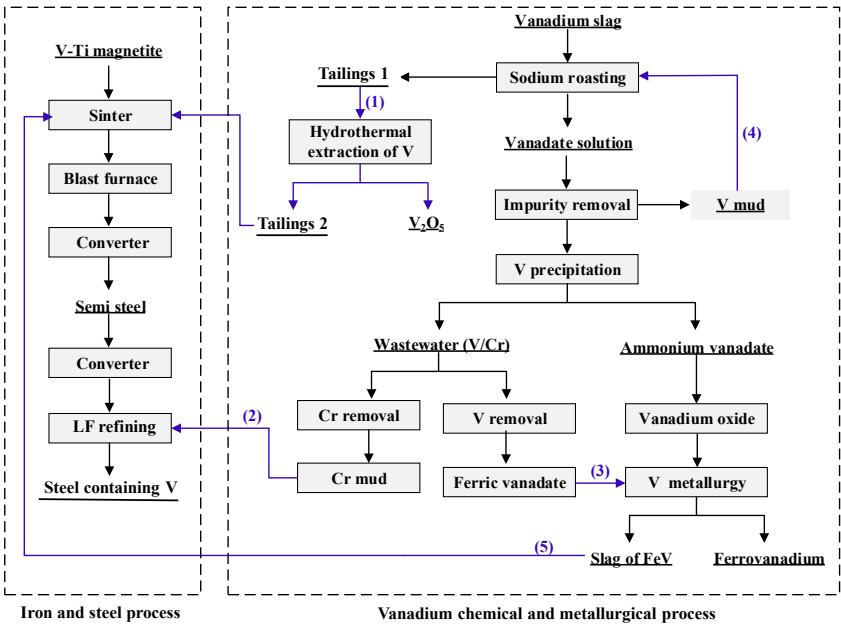 V-Ti magnetite
Sinter
Blast furnace
Converter
Semi steel
Converter
LF refining
Steel containing V
Iron and steel process
Vanadium slag
Sodium roasting
Tailings 1
(1)
Hydrothermal
extraction of V
Tailings 2
V₂O₅
Vanadate solution
(4)
Impurity removal
V mud
V precipitation
Wastewater (V/Cr)
Ammonium vanadate
Cr removal
V removal
Vanadium oxide
(2)
Cr mud
Ferric vanadate
(3)
V metallurgy
(5)
Slag of FeV
Ferrovanadium
Vanadium chemical and metallurgical process